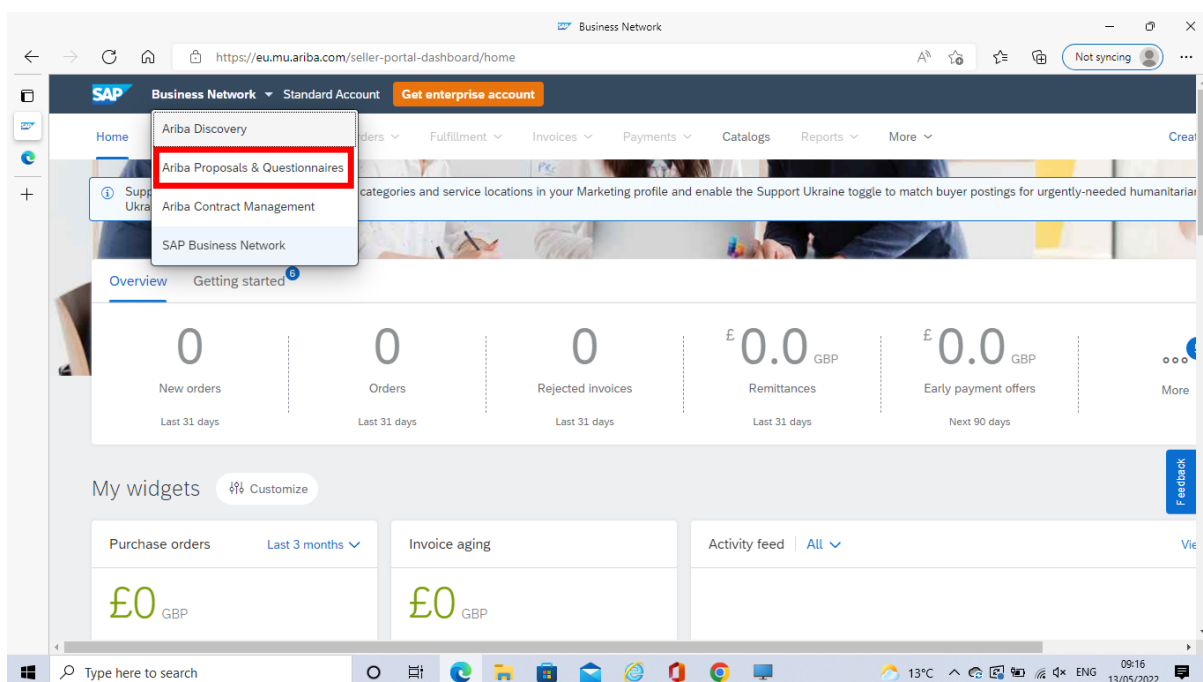 Business Network
https://eu.mu.ariba.com/seller-portal-dashboard/home
Not syncing
SAP Business Network Standard Account Get enterprise account
Ariba Discovery
Ariba Proposals & Questionnaires
Ariba Contract Management
SAP Business Network
Home ders Fulfillment Invoices Payments Catalogs Reports More Creat
Supp categories and service locations in your Marketing profile and enable the Support Ukraine toggle to match buyer postings for urgently-needed humanitarian
Ukra
Overview Getting started 6
0 0 0 £ 0.0 GBP £ 0.0 GBP
New orders Orders Rejected invoices Remittances Early payment offers More
Last 31 days Last 31 days Last 31 days Last 31 days Next 90 days
Feedback
My widgets Customize
Purchase orders Last 3 months Invoice aging Activity feed All Vie
£0 GBP £0 GBP
Type here to search 13°C ENG 09:16
13/05/2022